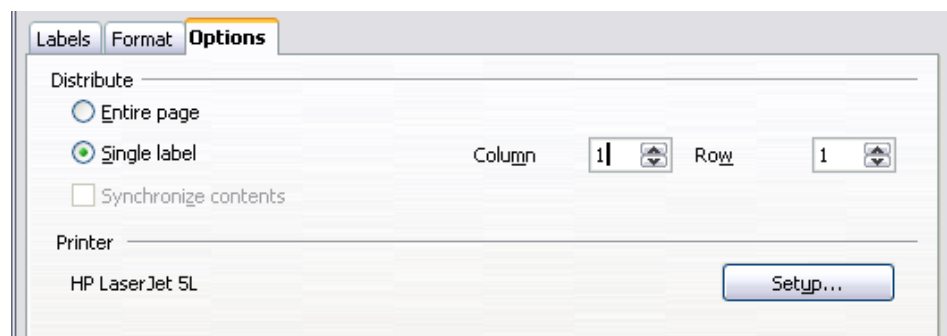 Labels Format Options
Distribute
Entire page
Single label Column 1 Row 1
Synchronize contents
Printer
HP LaserJet 5L Setup...